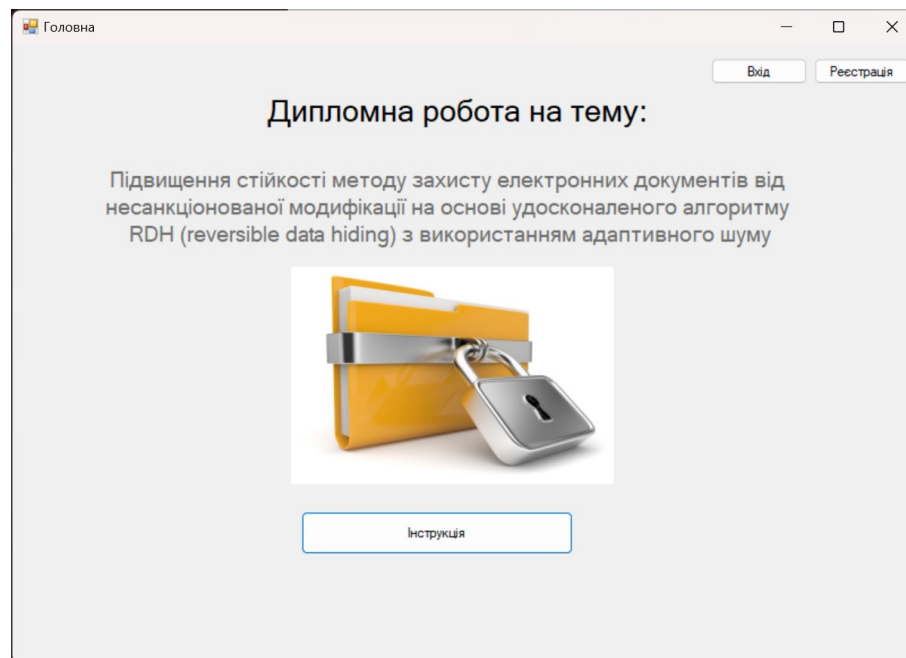 Головна
Вхід
Реєстрація
Дипломна робота на тему:
Підвищення стійкості методу захисту електронних документів від
несанкціонованої модифікації на основі удосконаленого алгоритму
RDH (reversible data hiding) з використанням адаптивного шуму
Інструкція